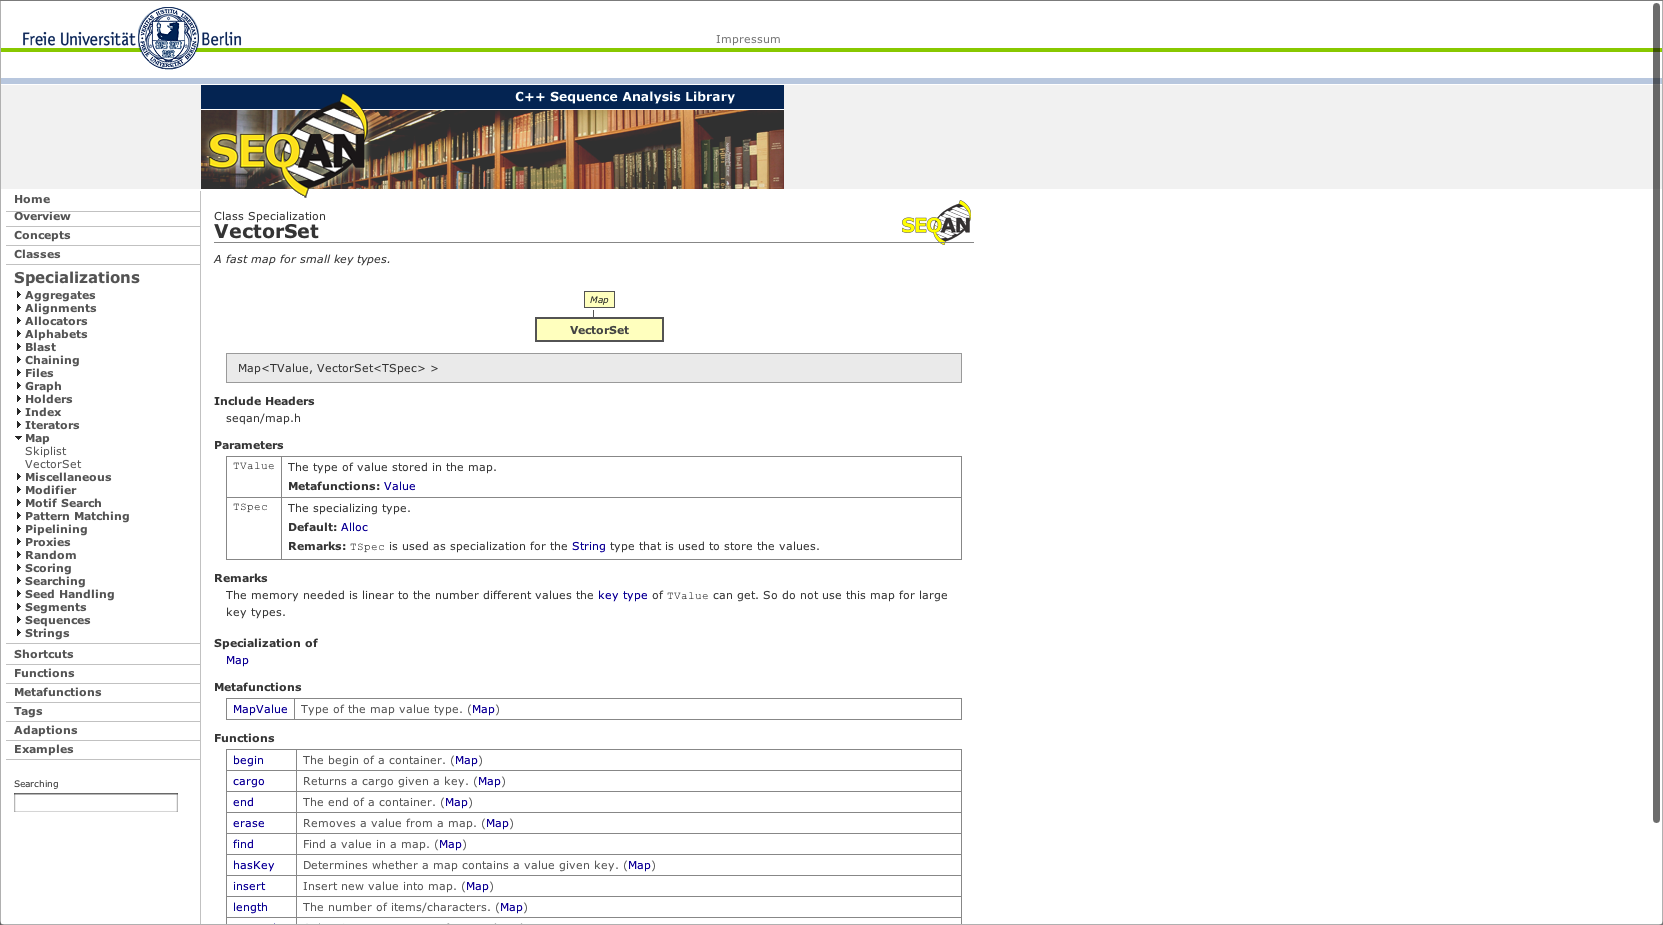 Freie Universität Berlin
Impressum
C++ Sequence Analysis Library
SEQAN
Home
Overview
Concepts
Classes
Specializations
Aggregates
Alignments
Allocators
Alphabets
Blast
Chaining
Files
Graph
Holders
Index
Iterators
Map
Skiplist
VectorSet
Miscellaneous
Modifier
Motif Search
Pattern Matching
Pipelining
Proxies
Random
Scoring
Searching
Seed Handling
Segments
Sequences
Strings
Shortcuts
Functions
Metafunctions
Tags
Adaptions
Examples
Searching
Class Specialization
VectorSet
SEQAN
A fast map for small key types.
Map
VectorSet
Map<TValue, VectorSet<TSpec> >
Include Headers
seqan/map.h
Parameters
TValue The type of value stored in the map.
Metafunctions: Value
TSpec The specializing type.
Default: Alloc
Remarks: TSpec is used as specialization for the String type that is used to store the values.
Remarks
The memory needed is linear to the number different values the key type of TValue can get. So do not use this map for large
key types.
Specialization of
Map
Metafunctions
MapValue Type of the map value type. (Map)
Functions
begin The begin of a container. (Map)
cargo Returns a cargo given a key. (Map)
end The end of a container. (Map)
erase Removes a value from a map. (Map)
find Find a value in a map. (Map)
hasKey Determines whether a map contains a value given key. (Map)
insert Insert new value into map. (Map)
length The number of items/characters. (Map)